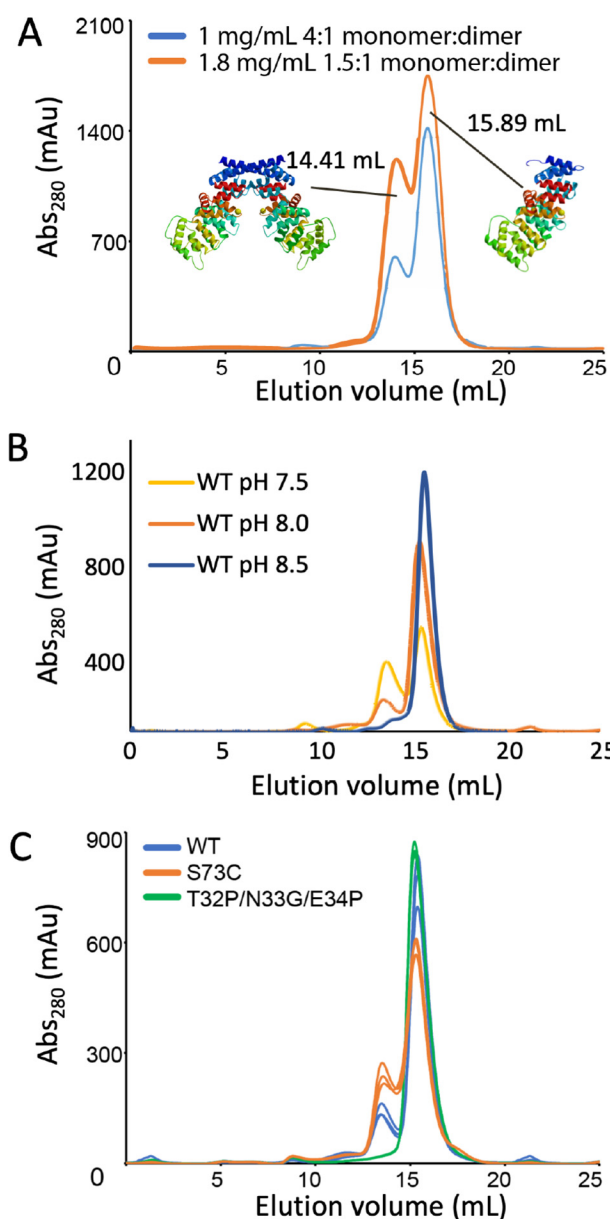 A
2100
1 mg/mL 4:1 monomer:dimer
1.8 mg/mL 1.5:1 monomer:dimer
15.89 mL
14.41 mL
1400
700
0
Abs280 (mAu)
5 10 15 20 25
Elution volume (mL)
B
1200
WT pH 7.5
WT pH 8.0
WT pH 8.5
800
400
Abs280 (mAu)
0 10 15 20 25
Elution volume (mL)
C
900
WT
S73C
T32P/N33G/E34P
600
300
0
Abs280 (mAu)
5 10 15 20 25
Elution volume (mL)